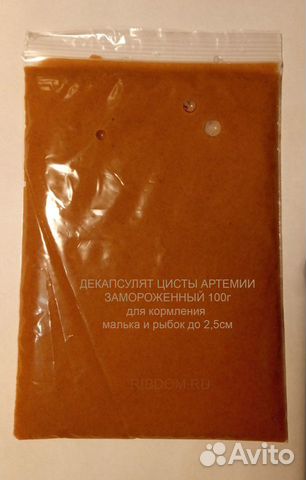 ДЕКАПСУЛЯТ ЦИСТЫ АРТЕМИИ
ЗАМОРОЖЕННЫЙ 100г
для кормления
малька и рыбок до 2,5см
RIBDOM.RU
Avito